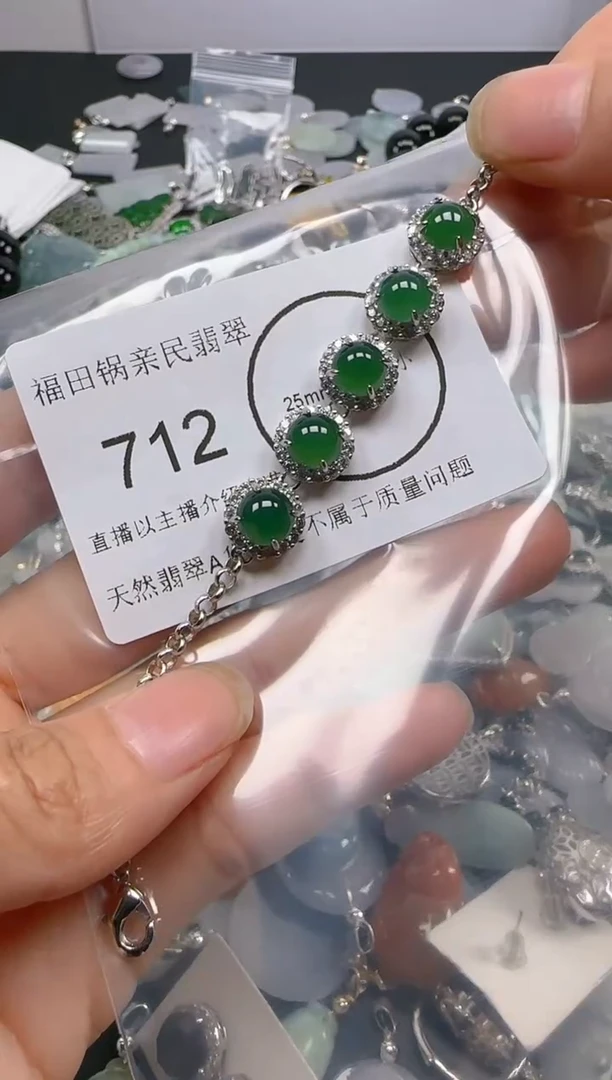 福田锅亲民翡翠
712
25m
直播以主播介
不属于质量问题
天然翡翠A